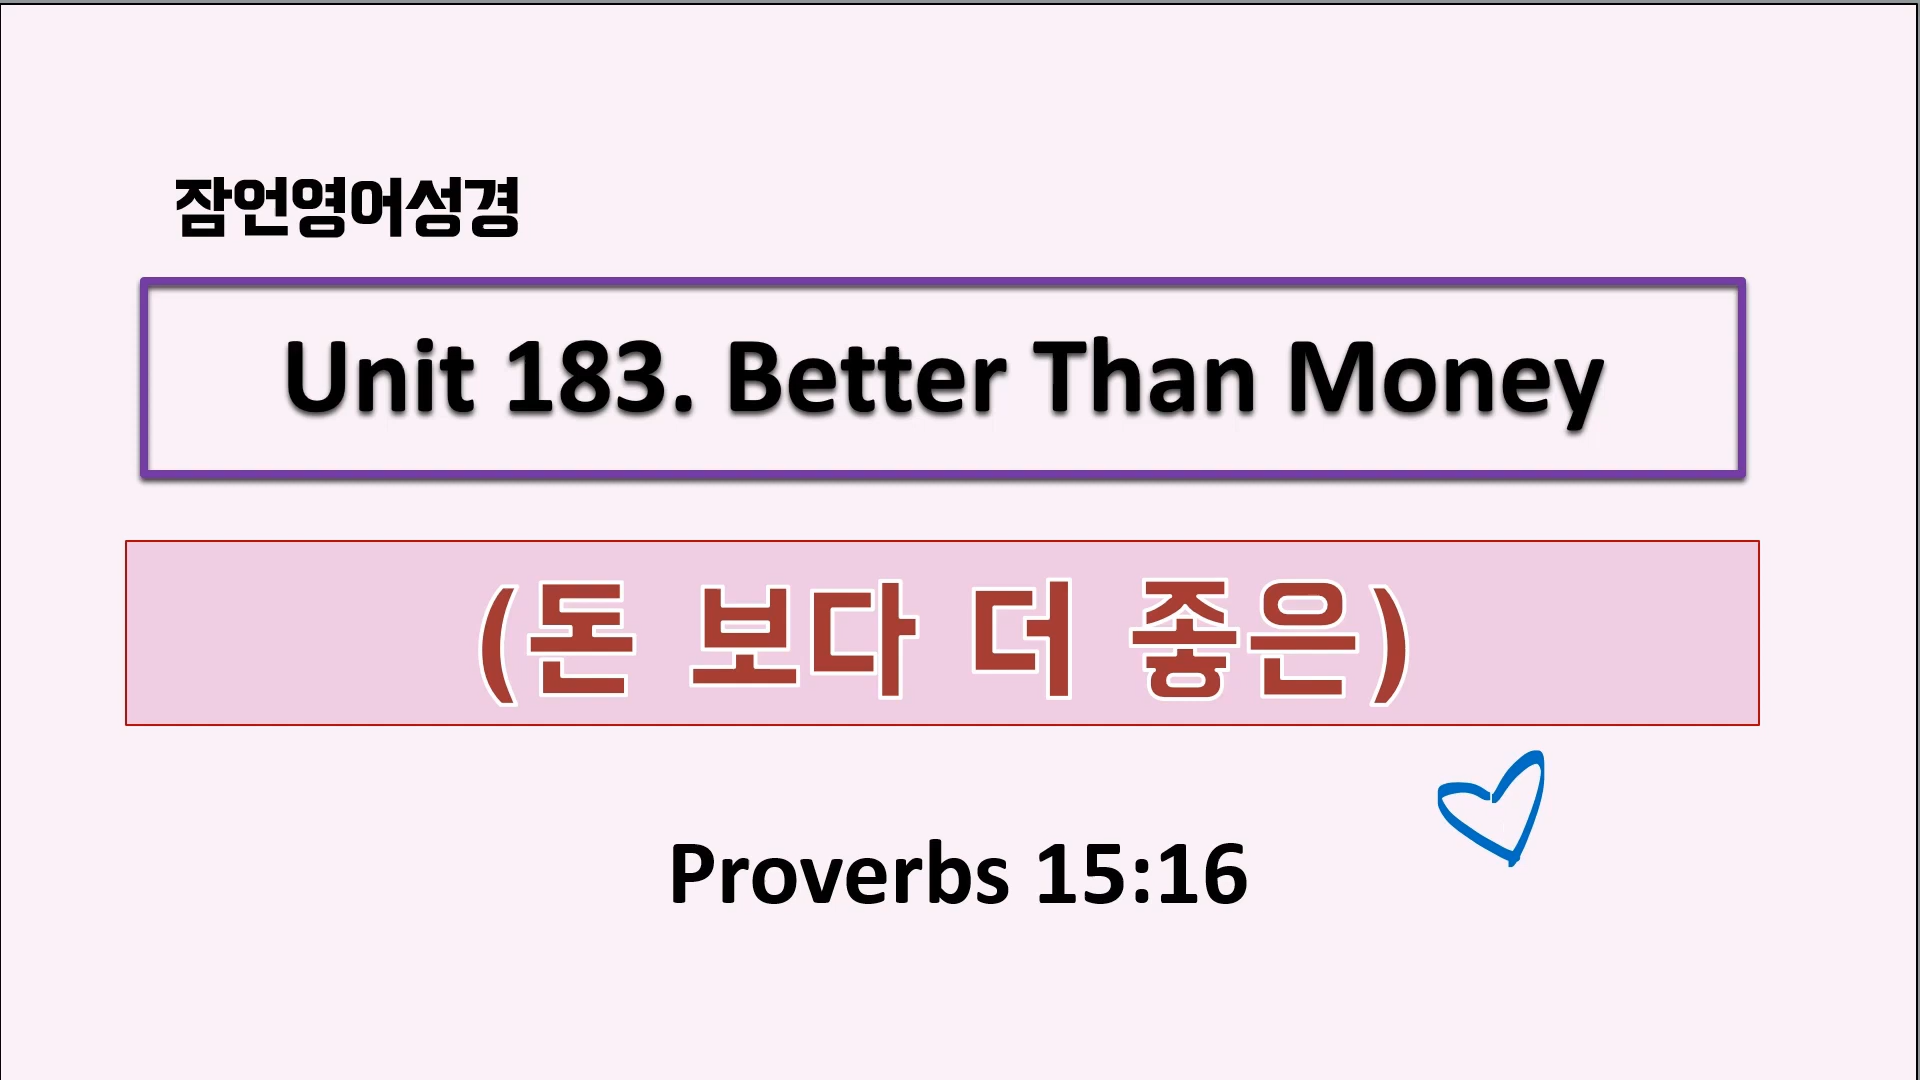 잠언영어성경
Unit 183. Better Than Money
(돈 보다 더 좋은)
Proverbs 15:16